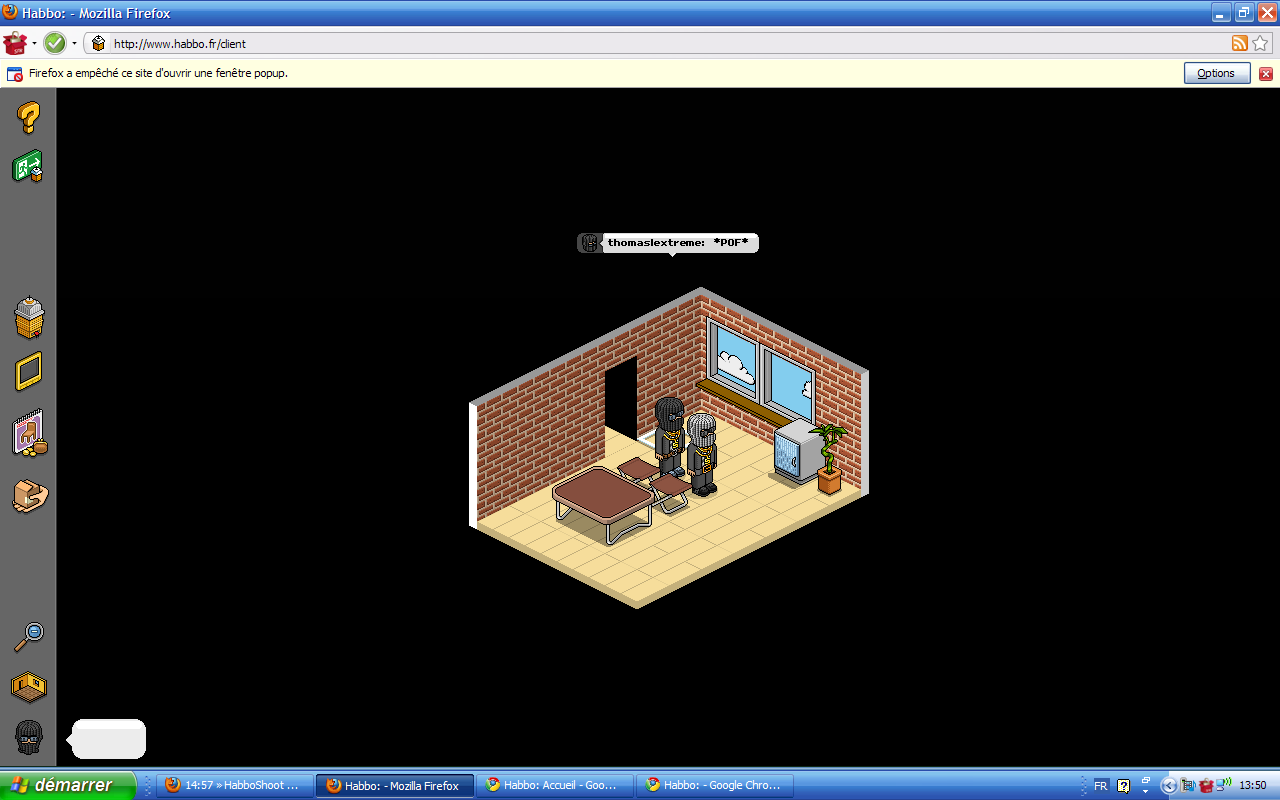 Habbo: - Mozilla Firefox
http://www.habbo.fr/client
Firefox a empêché ce site d'ouvrir une fenêtre popup.
Options
thomaslextreme: *POF*
démarrer
14:57 » HabboShoot ...
Habbo: - Mozilla Firefox
Habbo: Accueil - Goo...
Habbo: - Google Chro...
FR
13:50